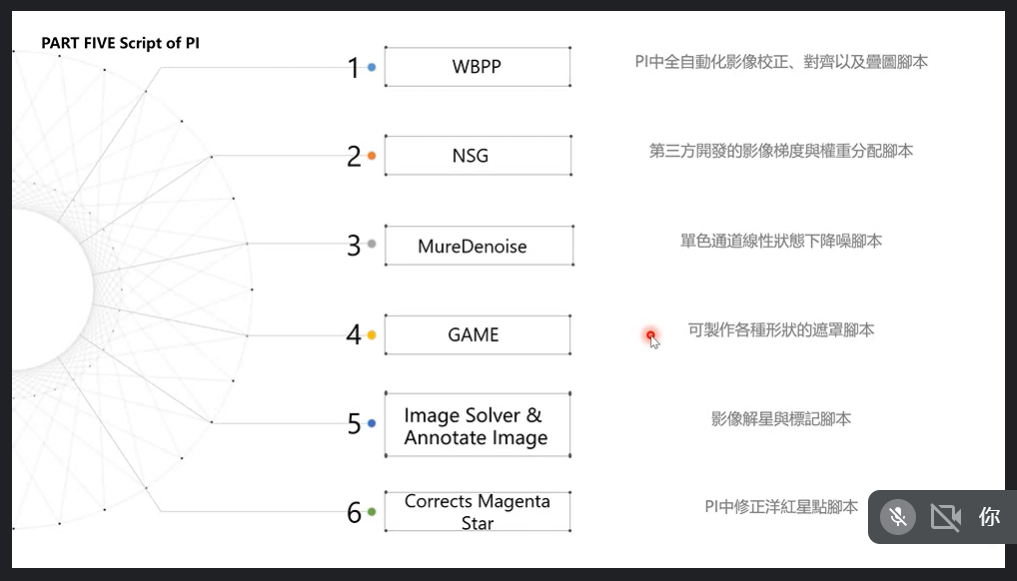 PART FIVE Script of PI
1
WBPP
PI中全自動化影像校正、對齊以及疊圖腳本
2
NSG
第三方開發的影像梯度與權重分配腳本
3
MureDenoise
單色通道線性狀態下降噪腳本
4
GAME
可製作各種形狀的遮罩腳本
5
Image Solver &
Annotate Image
影像解星與標記腳本
6
Corrects Magenta
Star
PI中修正洋紅星點腳本
你